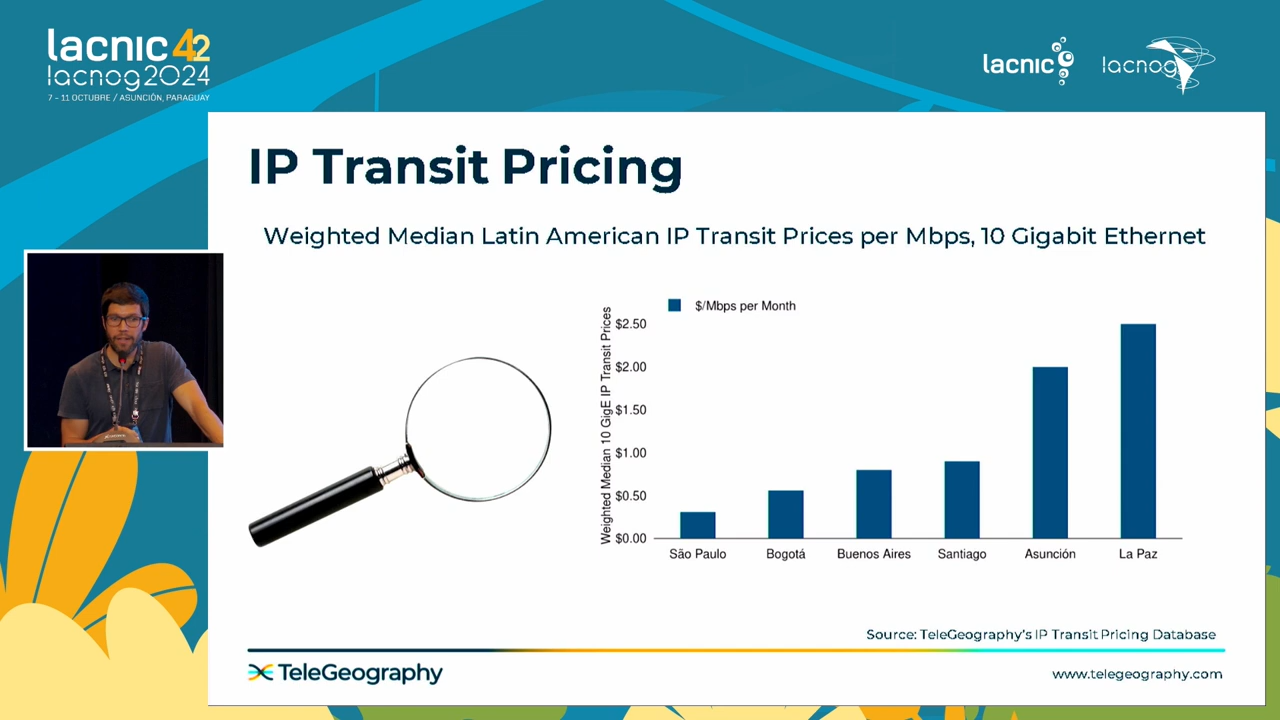 lacnic 42
lacnog2024
7 - 11 OCTUBRE / ASUNCIÓN, PARAGUAY
lacnic
lacnog
IP Transit Pricing
Weighted Median Latin American IP Transit Prices per Mbps, 10 Gigabit Ethernet
$/Mbps per Month
Weighted Median 10 GigE IP Transit Prices
$2.50
$2.00
$1.50
$1.00
$0.50
$0.00
São Paulo
Bogotá
Buenos Aires
Santiago
Asunción
La Paz
Source: TeleGeography's IP Transit Pricing Database
TeleGeography
www.telegeography.com